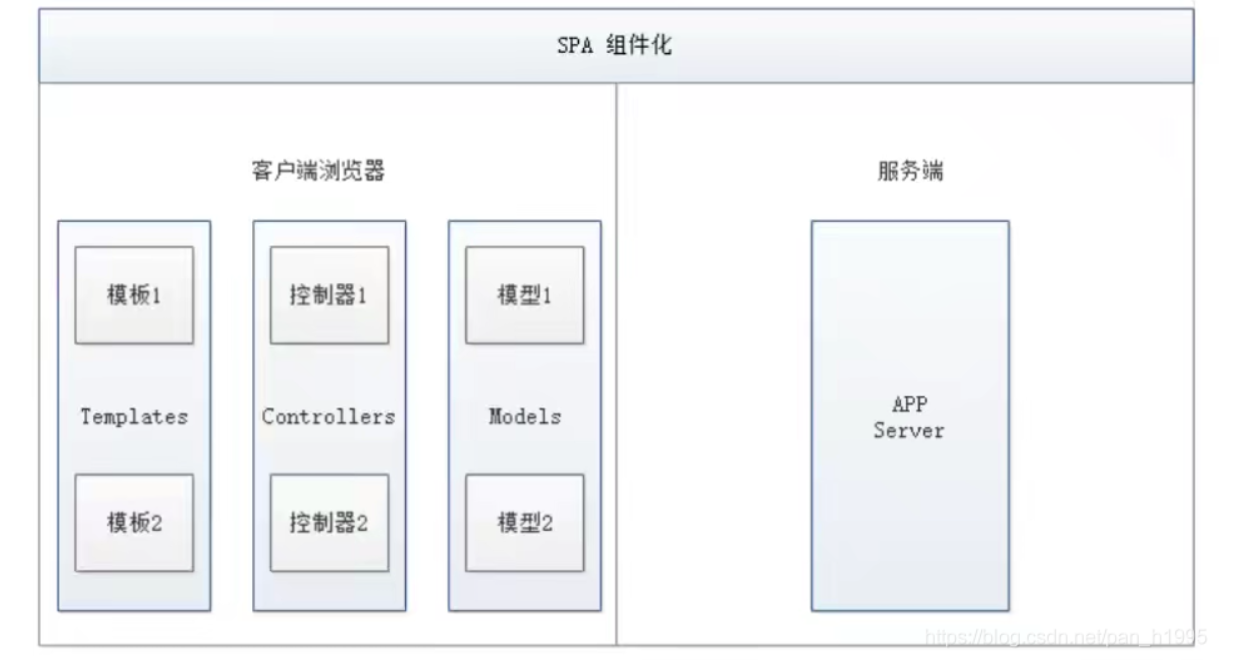 SPA 组件化
客户端浏览器
服务端
模板1
控制器1
模型1
Templates
Controllers
Models
APP
Server
模板2
控制器2
模型2
https://blog.csdn.net/pan_h1995